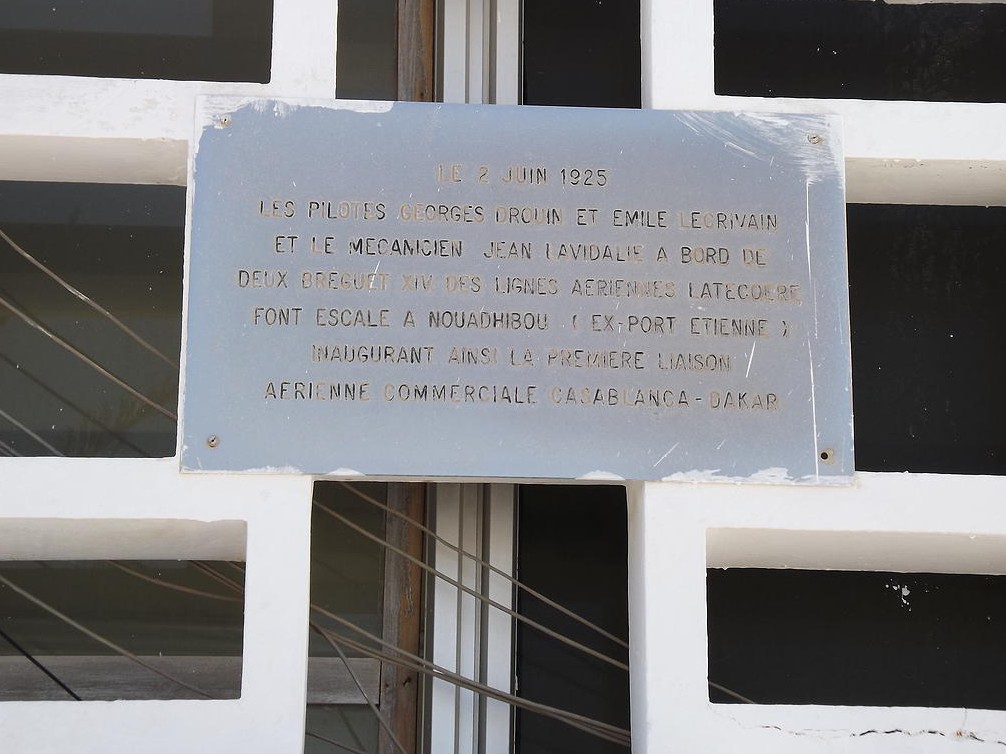 LE 2 JUIN 1925
LES PILOTES GEORGES DROUIN ET EMILE LECRIVAIN
ET LE MECANICIEN JEAN LAVIDALIE A BORD DE
DEUX BREGUET XIV DES LIGNES AERIENNES LATECOERE
FONT ESCALE A NOUADHIBOU ( EX-PORT ETIENNE )
INAUGURANT AINSI LA PREMIERE LIAISON
AERIENNE COMMERCIALE CASABLANCA - DAKAR